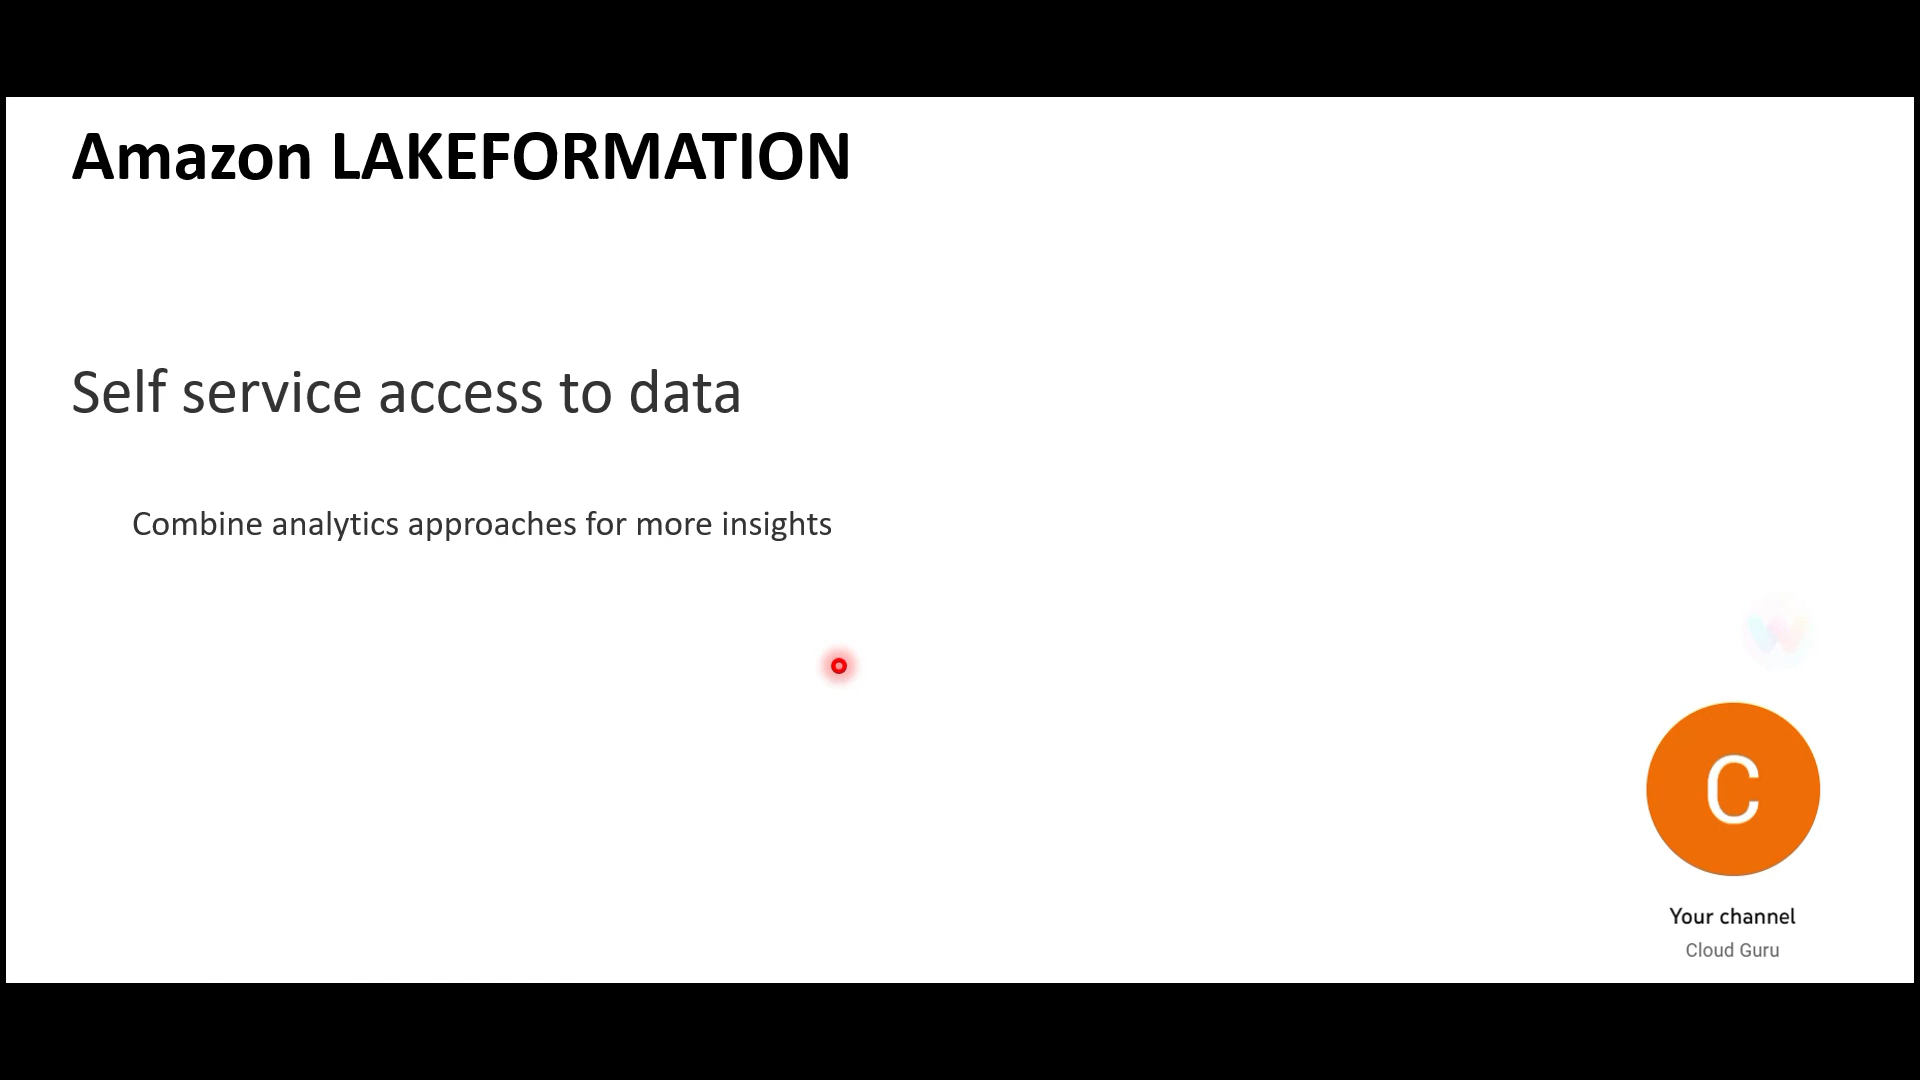 Amazon LAKEFORMATION
Self service access to data
Combine analytics approaches for more insights
W
C
Your channel
Cloud Guru